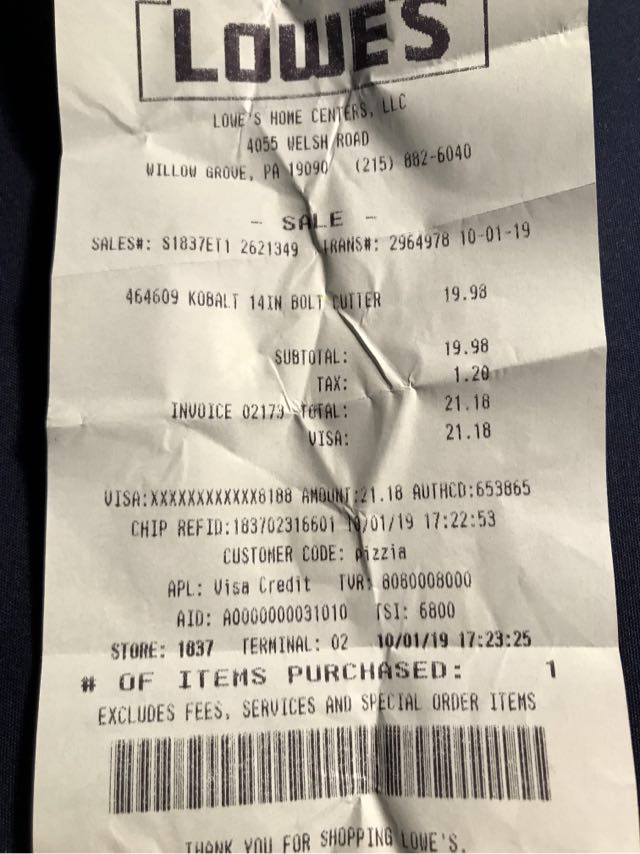 LOWE'S
LOWE'S HOME CENTERS, LLC
4055 WELSH ROAD
WILLOW GROVE, PA 19090 (215) 882-6040
- SALE -
SALES#: S1837ET1 2621349 TRANS#: 2964978 10-01-19
464609 KOBALT 14IN BOLT CUTTER 19.98
SUBTOTAL: 19.98
TAX: 1.20
INVOICE 02173 TOTAL: 21.18
VISA: 21.18
VISA:XXXXXXXXXXXX8188 AMOUNT:21.18 AUTHCD:653865
CHIP REFID:183702316601 10/01/19 17:22:53
CUSTOMER CODE: pizzia
APL: Visa Credit TVR: 8080008000
AID: A0000000031010 TSI: 6800
STORE: 1837 TERMINAL: 02 10/01/19 17:23:25
# OF ITEMS PURCHASED: 1
EXCLUDES FEES, SERVICES AND SPECIAL ORDER ITEMS
THANK YOU FOR SHOPPING LOWE'S.